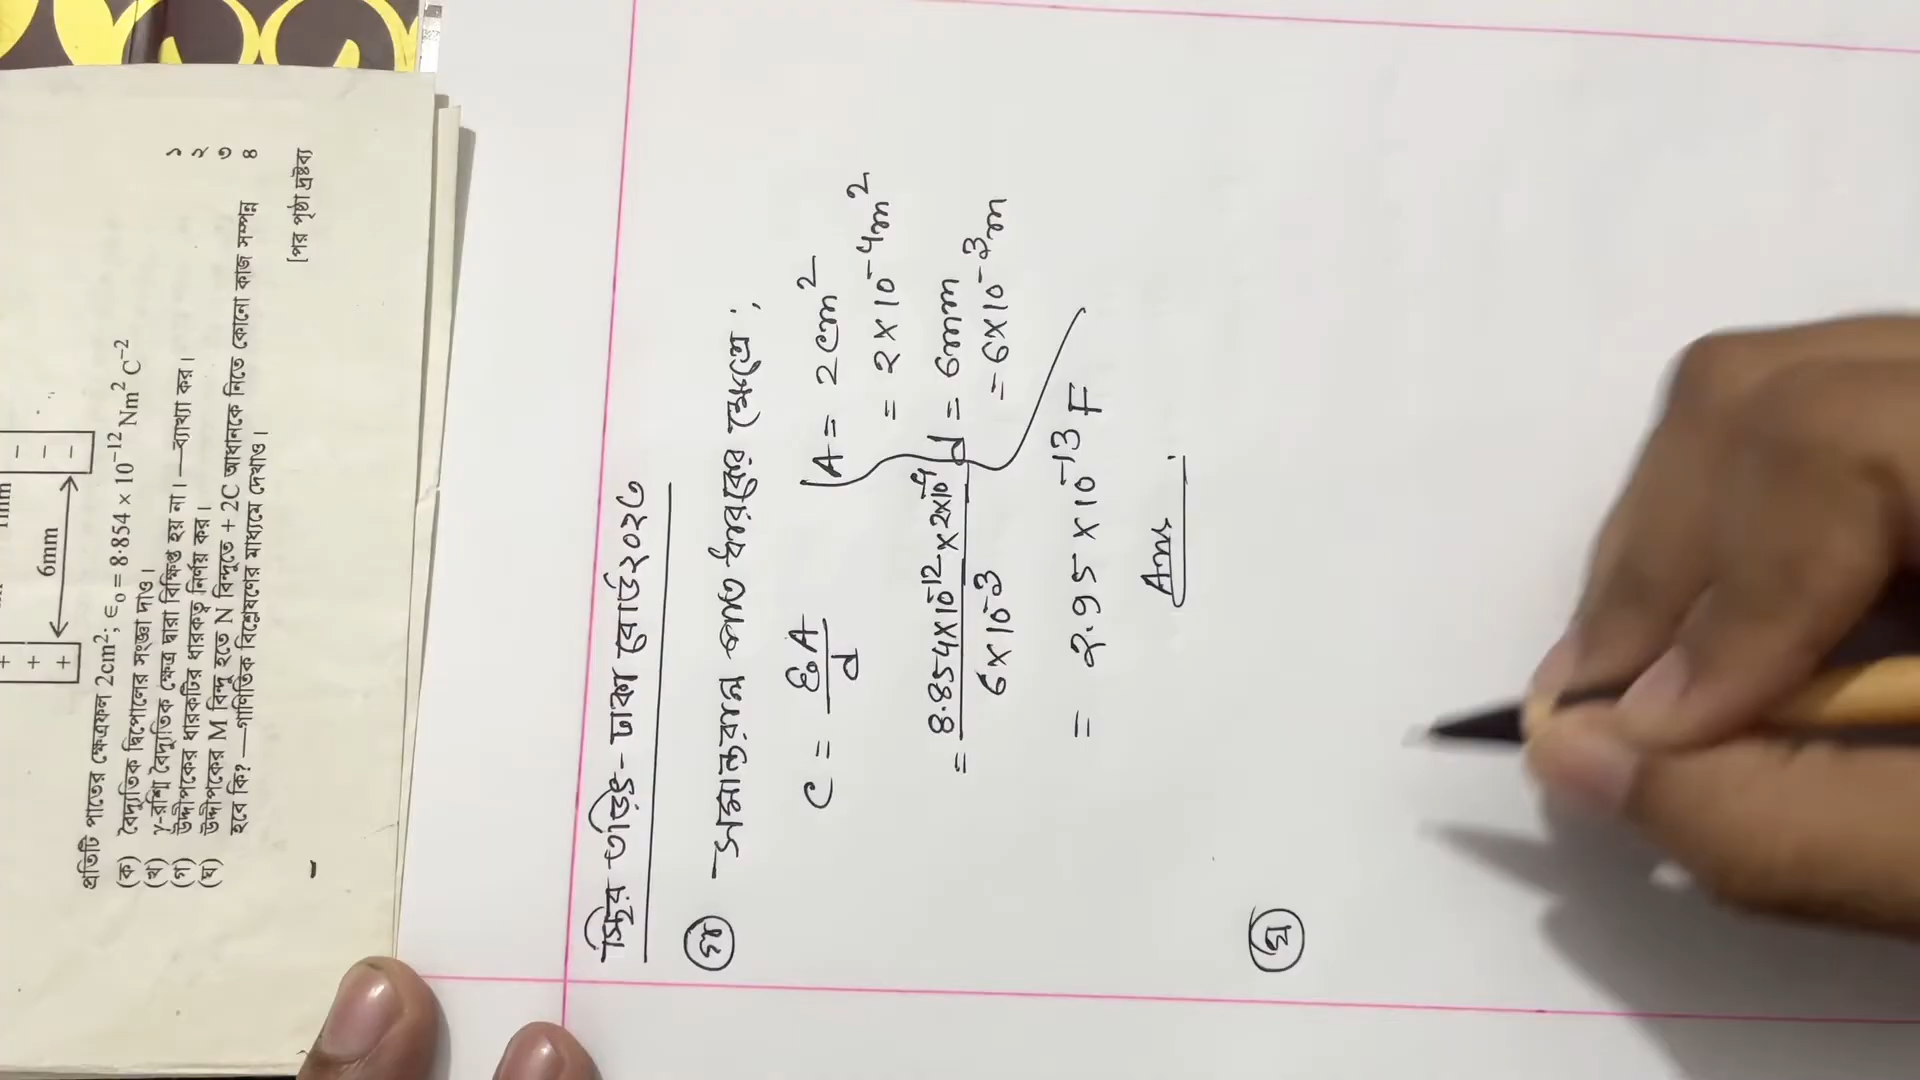 1mm
6mm
+ + +
− −
প্রতিটি পাতের ক্ষেত্রফল 2cm²; ϵ₀ = 8·854 × 10⁻¹² Nm² C⁻²
(ক) বৈদ্যুতিক দ্বিপোলের সংজ্ঞা দাও। ১
(খ) γ-রশ্মি বৈদ্যুতিক ক্ষেত্র দ্বারা বিক্ষিপ্ত হয় না। —ব্যাখ্যা কর। ২
(গ) উদ্দীপকের ধারকটির ধারকত্ব নির্ণয় কর। ৩
(ঘ) উদ্দীপকের M বিন্দু হতে N বিন্দুতে + 2C আধানকে নিতে কোনো কাজ সম্পন্ন ৪
হবে কি? —গাণিতিক বিশ্লেষণের মাধ্যমে দেখাও।
[পর পৃষ্ঠা দ্রষ্টব্য
স্থির তড়িৎ - ঢাকা বোর্ড ২০২৩
গ সমান্তরাল পাত ধারকের ক্ষেত্রে;
C = ϵ₀A / d
A = 2cm²
= 2×10⁻⁴m²
= 8.854×10⁻¹² × 2×10⁻⁴ / 6×10⁻³
d = 6mm
= 6×10⁻³m
= 2.95 × 10⁻¹³ F
Ans.
ঘ